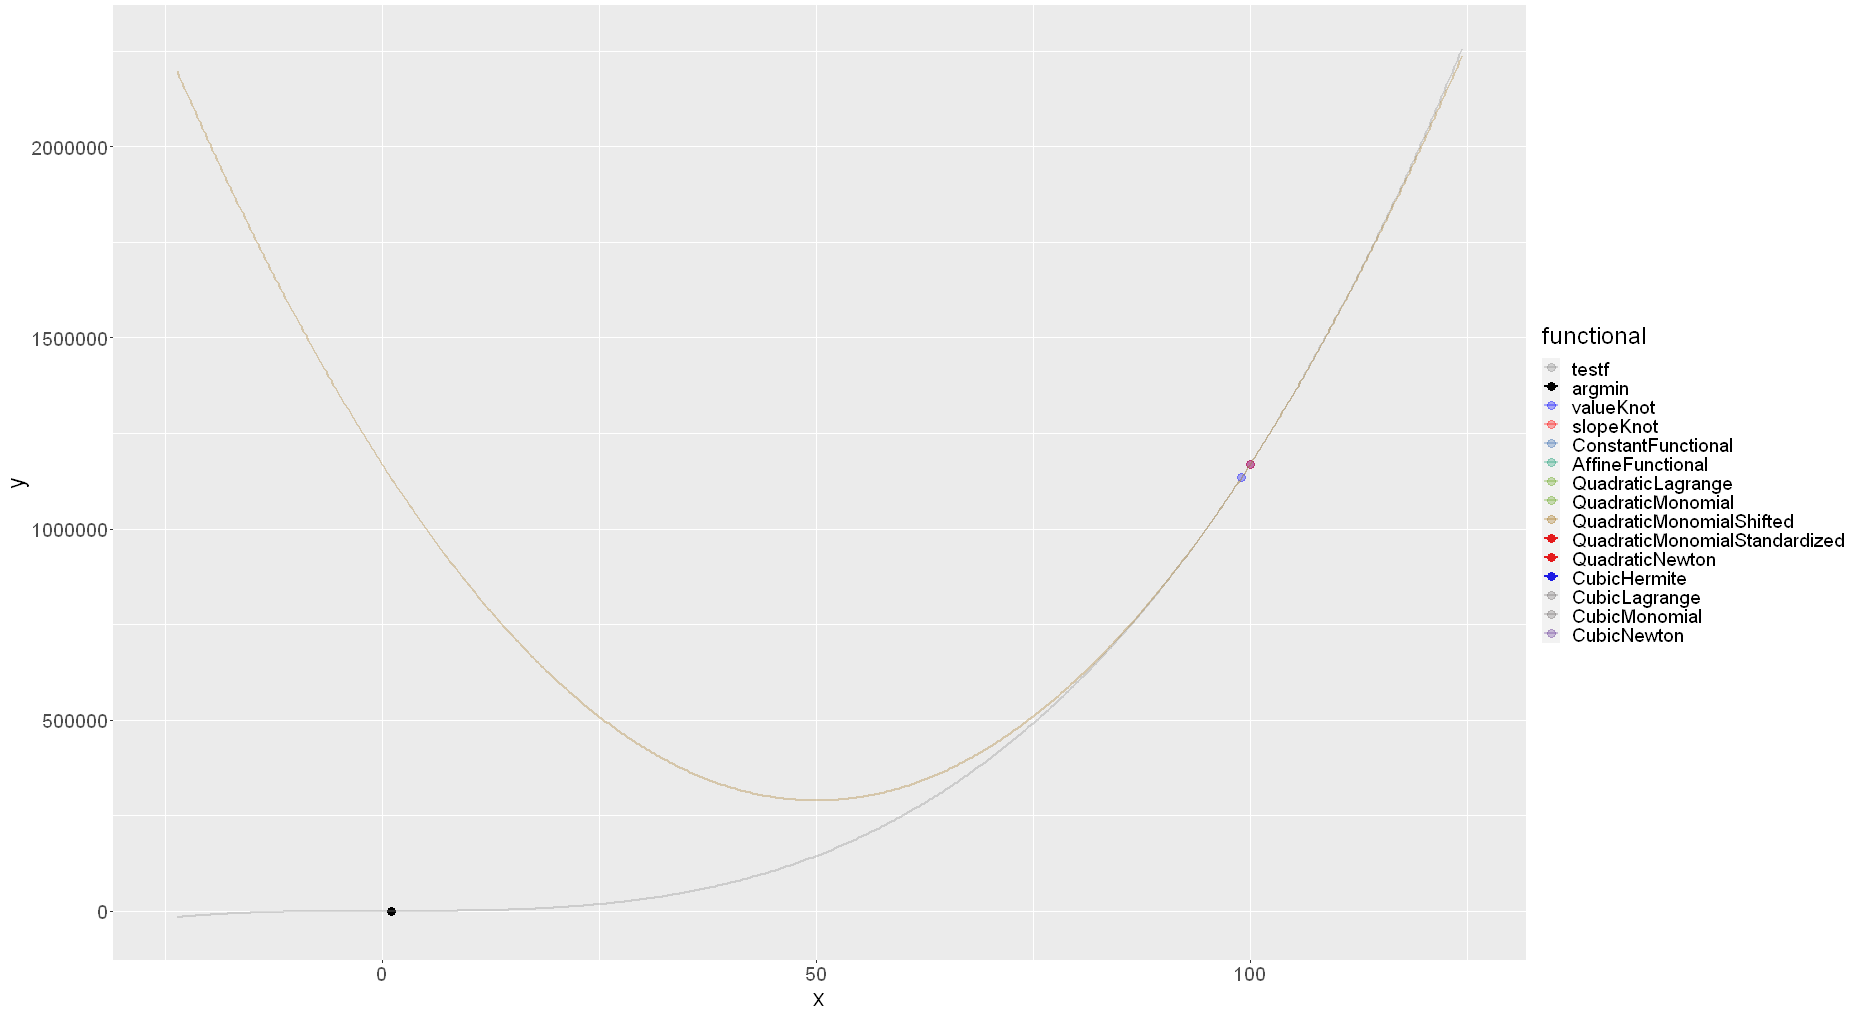 2000000
1500000
1000000
500000
0
y
0 50 100
x
functional
testf
argmin
valueKnot
slopeKnot
ConstantFunctional
AffineFunctional
QuadraticLagrange
QuadraticMonomial
QuadraticMonomialShifted
QuadraticMonomialStandardized
QuadraticNewton
CubicHermite
CubicLagrange
CubicMonomial
CubicNewton